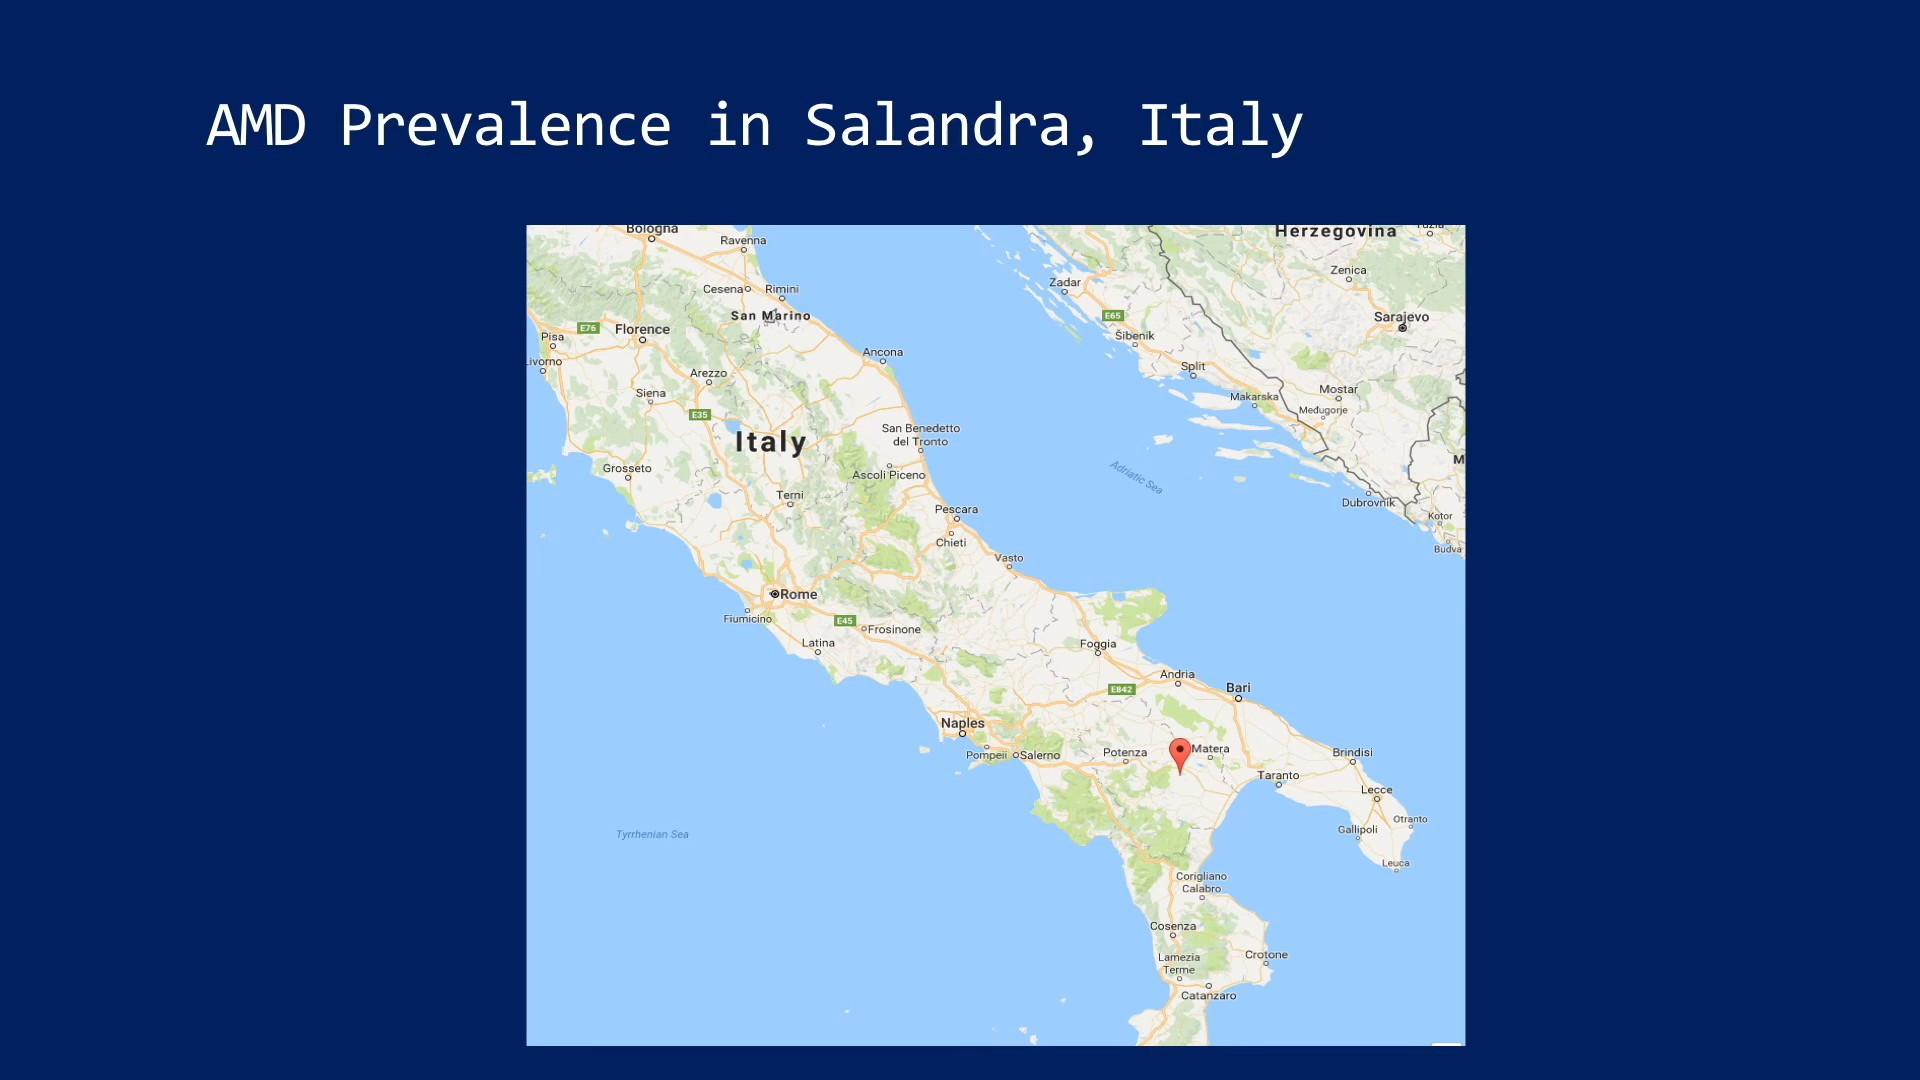 AMD Prevalence in Salandra, Italy
Bologna
Herzegovina
Ravenna
Zenica
Zadar
Cesena
Rimini
San Marino
E65
Sarajevo
E76
Florence
Pisa
Šibenik
Ancona
Split
Arezzo
Siena
Mostar
Makarska
Međugorje
E35
San Benedetto
del Tronto
Italy
Grosseto
Ascoli Piceno
Adriatic Sea
Terni
Dubrovnik
Pescara
Kotor
Chieti
Budva
Vasto
Rome
Fiumicino
E45
Frosinone
Latina
Foggia
Andria
E842
Bari
Naples
Pompeii
Salerno
Potenza
Matera
Brindisi
Taranto
Lecce
Otranto
Gallipoli
Tyrrhenian Sea
Leuca
Corigliano
Calabro
Cosenza
Lamezia
Terme
Crotone
Catanzaro